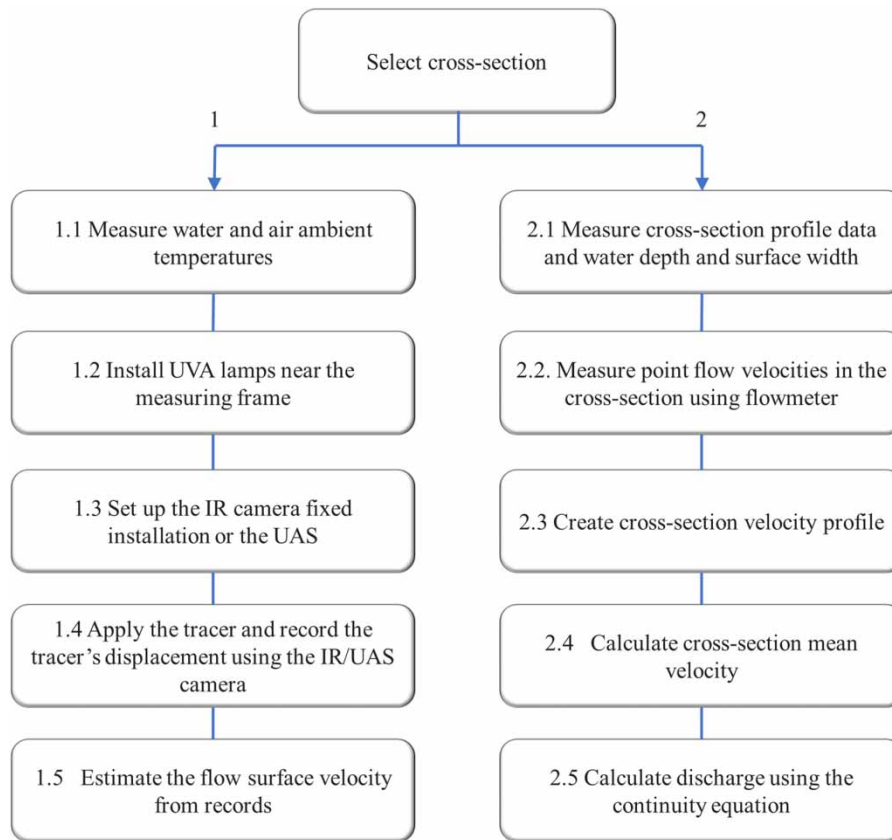 Select cross-section
1
2
1.1 Measure water and air ambient
temperatures
1.2 Install UVA lamps near the
measuring frame
1.3 Set up the IR camera fixed
installation or the UAS
1.4 Apply the tracer and record the
tracer’s displacement using the IR/UAS
camera
1.5 Estimate the flow surface velocity
from records
2.1 Measure cross-section profile data
and water depth and surface width
2.2. Measure point flow velocities in the
cross-section using flowmeter
2.3 Create cross-section velocity profile
2.4 Calculate cross-section mean
velocity
2.5 Calculate discharge using the
continuity equation